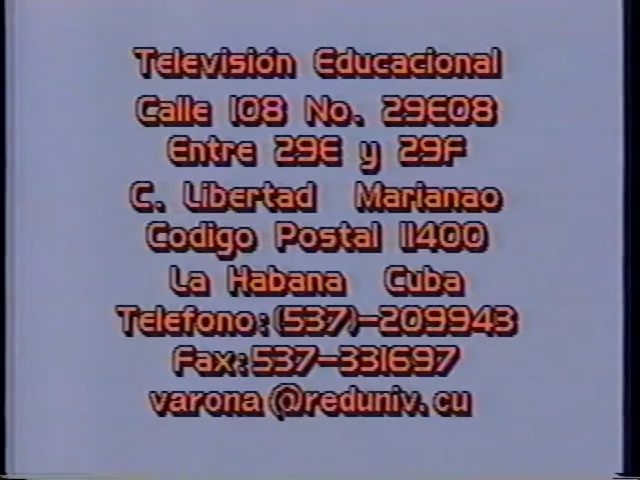 Televisión Educacional
Calle 108 No. 29E08
Entre 29E y 29F
C. Libertad Marianao
Codigo Postal 11400
La Habana Cuba
Telefono:(537)-209943
Fax:537-331697
varona@reduniv.cu